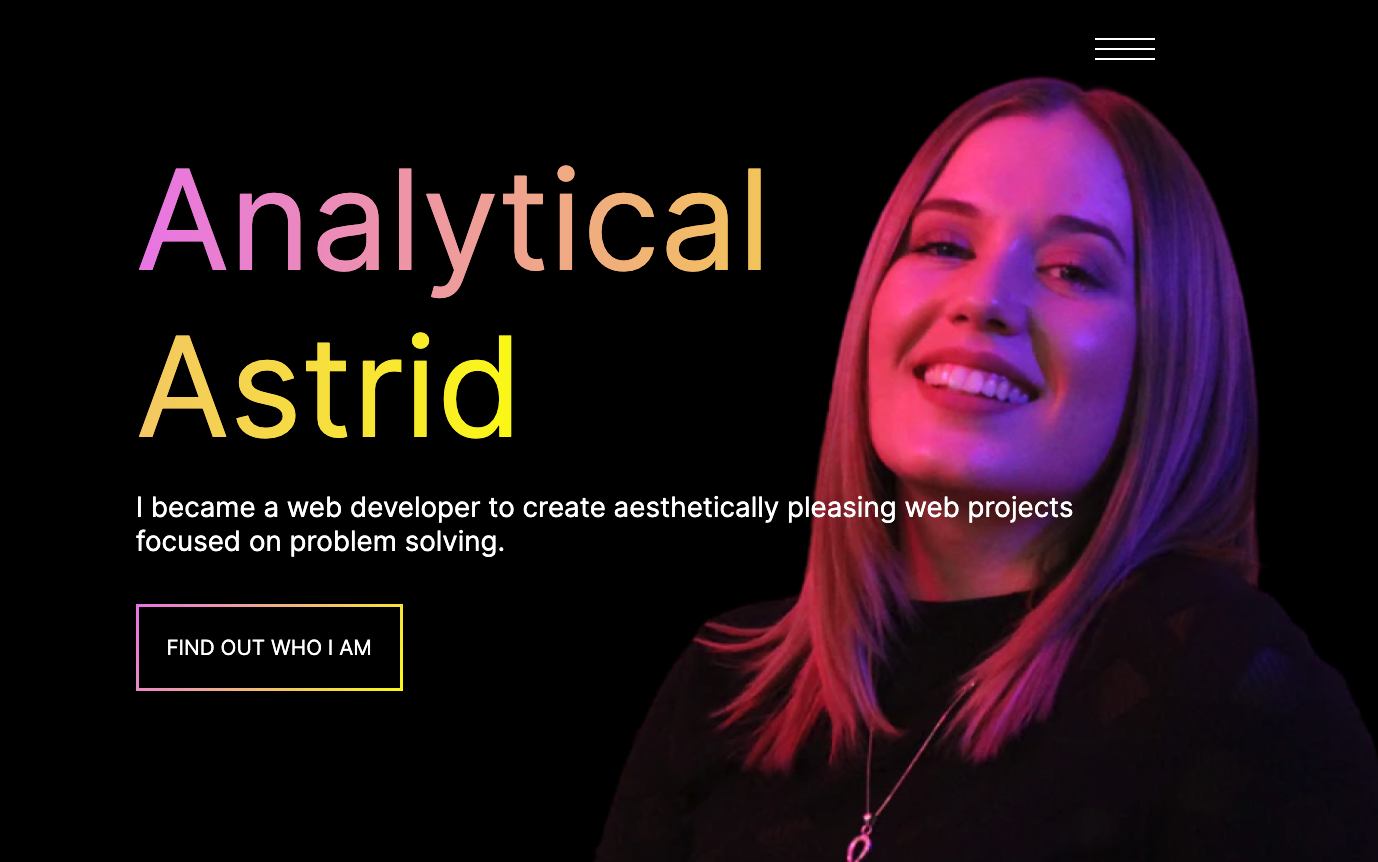 Analytical
Astrid
I became a web developer to create aesthetically pleasing web projects
focused on problem solving.
FIND OUT WHO I AM